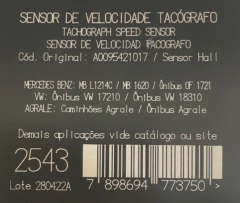 SENSOR DE VELOCIDADE TACÓGRAFO
TACHOGRAPH SPEED SENSOR
SENSOR DE VELOCIDAD TACOGRAFO
Cód. Original: A0095421017 / Sensor Hall
MERCEDES BENZ: MB L1214C / MB 1620 / Ônibus OF 1721
VW: Ônibus VW 17210 / Ônibus VW 18310
AGRALE: Caminhões Agrale / Ônibus Agrale
Demais aplicações vide catálogo ou site
2543
Lote 280422A
7 898694 773750 >